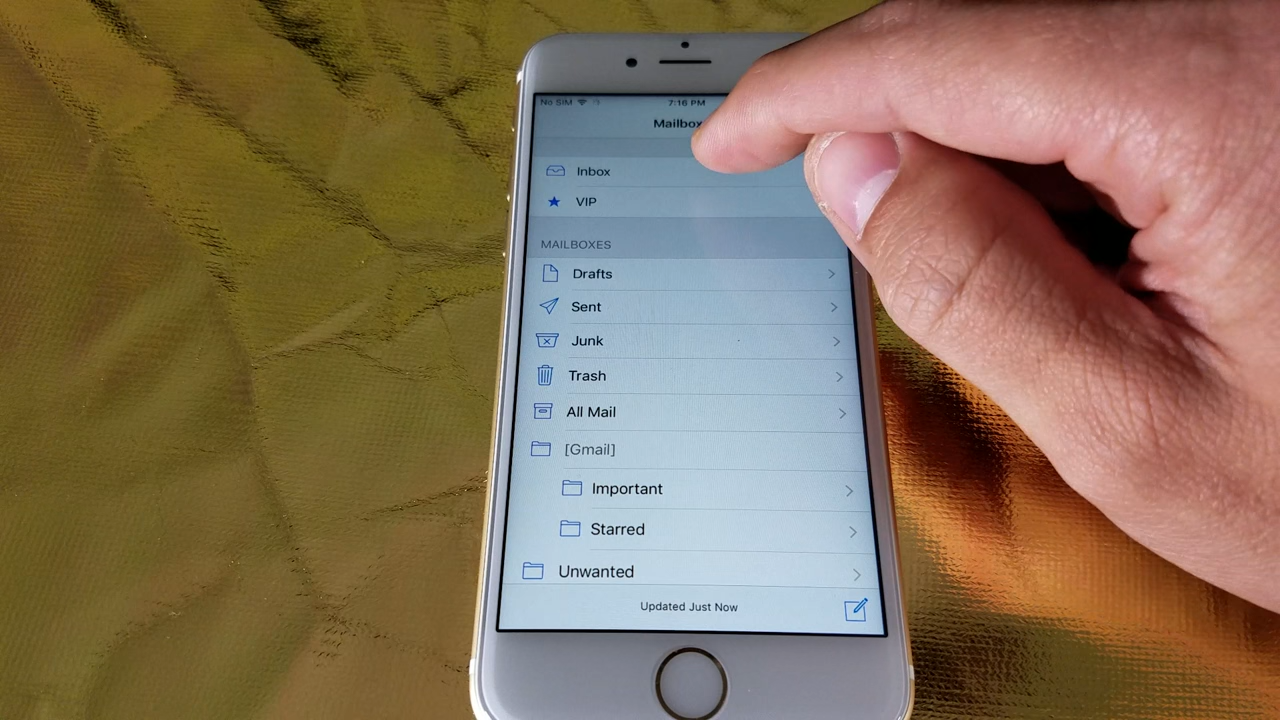 No SIM 7:16 PM
Mailbox
Inbox
VIP
MAILBOXES
Drafts
Sent
Junk
Trash
All Mail
[Gmail]
Important
Starred
Unwanted
Updated Just Now